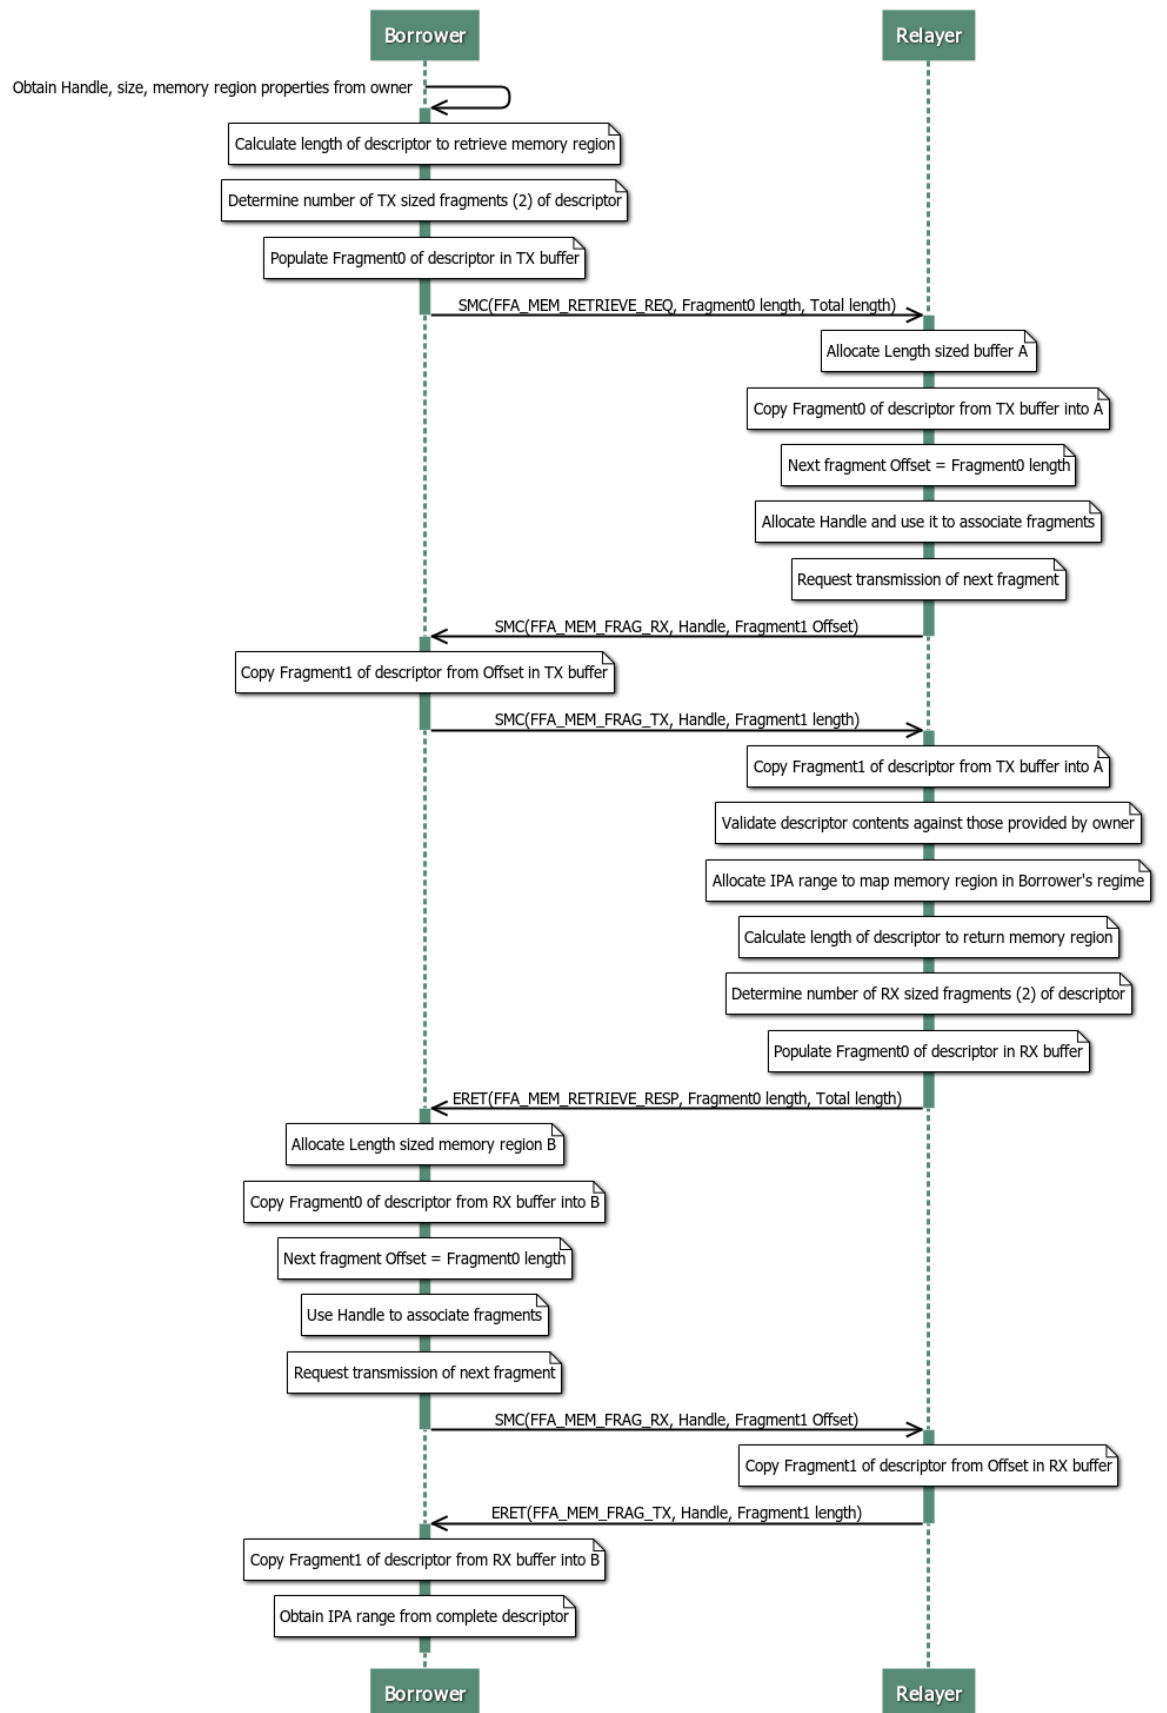 Borrower
Relayer
Obtain Handle, size, memory region properties from owner
Calculate length of descriptor to retrieve memory region
Determine number of TX sized fragments (2) of descriptor
Populate Fragment0 of descriptor in TX buffer
SMC(FFA_MEM_RETRIEVE_REQ, Fragment0 length, Total length)
Allocate Length sized buffer A
Copy Fragment0 of descriptor from TX buffer into A
Next fragment Offset = Fragment0 length
Allocate Handle and use it to associate fragments
Request transmission of next fragment
SMC(FFA_MEM_FRAG_RX, Handle, Fragment1 Offset)
Copy Fragment1 of descriptor from Offset in TX buffer
SMC(FFA_MEM_FRAG_TX, Handle, Fragment1 length)
Copy Fragment1 of descriptor from TX buffer into A
Validate descriptor contents against those provided by owner
Allocate IPA range to map memory region in Borrower's regime
Calculate length of descriptor to return memory region
Determine number of RX sized fragments (2) of descriptor
Populate Fragment0 of descriptor in RX buffer
ERET(FFA_MEM_RETRIEVE_RESP, Fragment0 length, Total length)
Allocate Length sized memory region B
Copy Fragment0 of descriptor from RX buffer into B
Next fragment Offset = Fragment0 length
Use Handle to associate fragments
Request transmission of next fragment
SMC(FFA_MEM_FRAG_RX, Handle, Fragment1 Offset)
Copy Fragment1 of descriptor from Offset in RX buffer
ERET(FFA_MEM_FRAG_TX, Handle, Fragment1 length)
Copy Fragment1 of descriptor from RX buffer into B
Obtain IPA range from complete descriptor
Borrower
Relayer